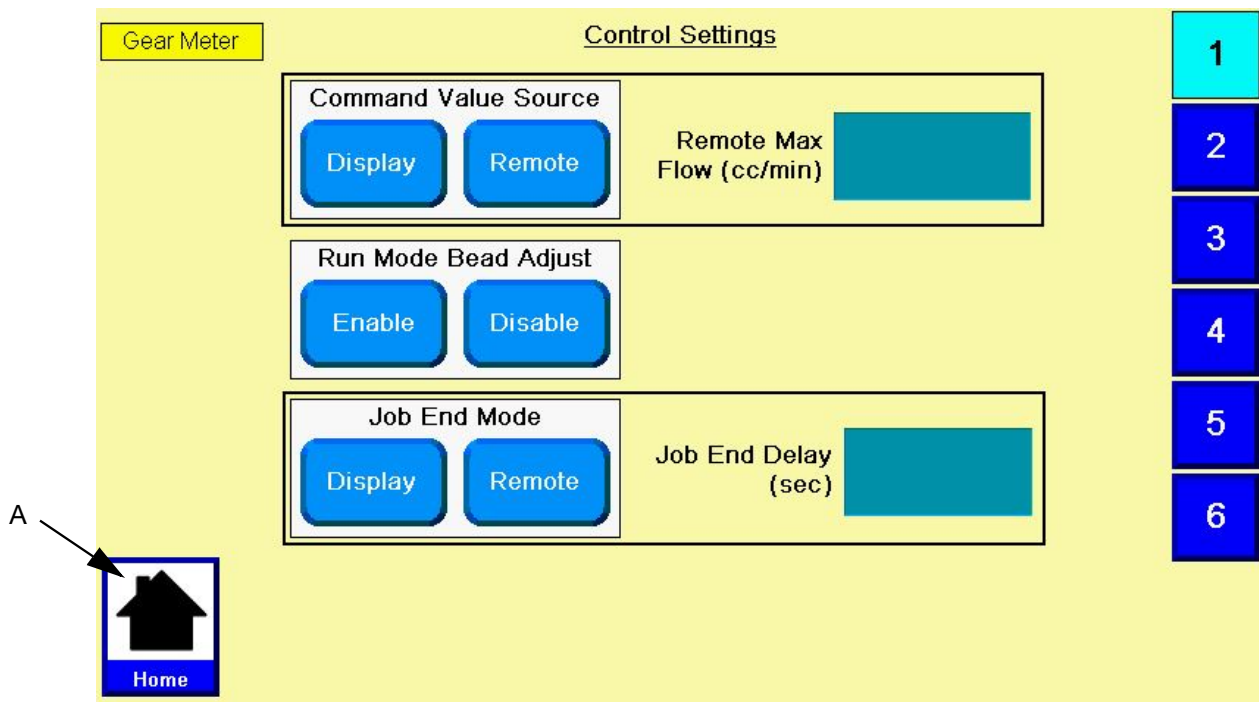 Gear Meter
Control Settings
1
Command Value Source
Display
Remote
Remote Max
Flow (cc/min)
2
3
Run Mode Bead Adjust
Enable
Disable
4
Job End Mode
Display
Remote
Job End Delay
(sec)
5
6
A
Home